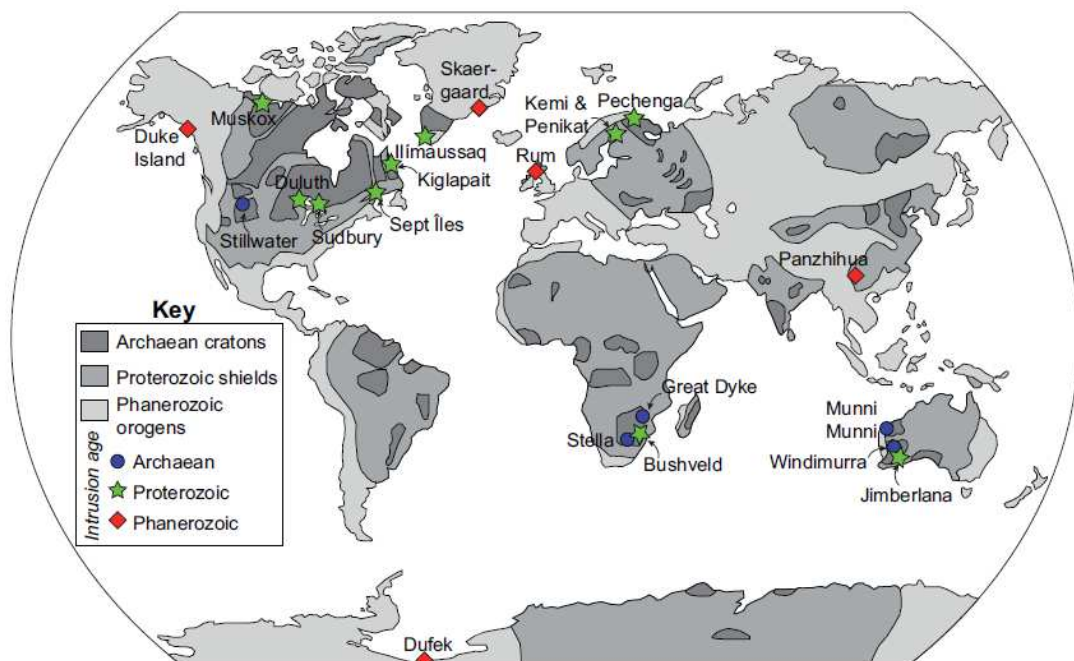 Skaer-
gaard
Kemi &
Penikat
Pechenga
Muskox
Duke
Island
Rum
Illimaussaq
Kiglapait
Duluth
Sept Îles
Stillwater
Sudbury
Panzhihua
Key
Archaean cratons
Proterozoic shields
Phanerozoic
orogens
Intrusion age
Archaean
Proterozoic
Phanerozoic
Great Dyke
Stella
Bushveld
Munni
Munni
Windimurra
Jimberlana
Dufek